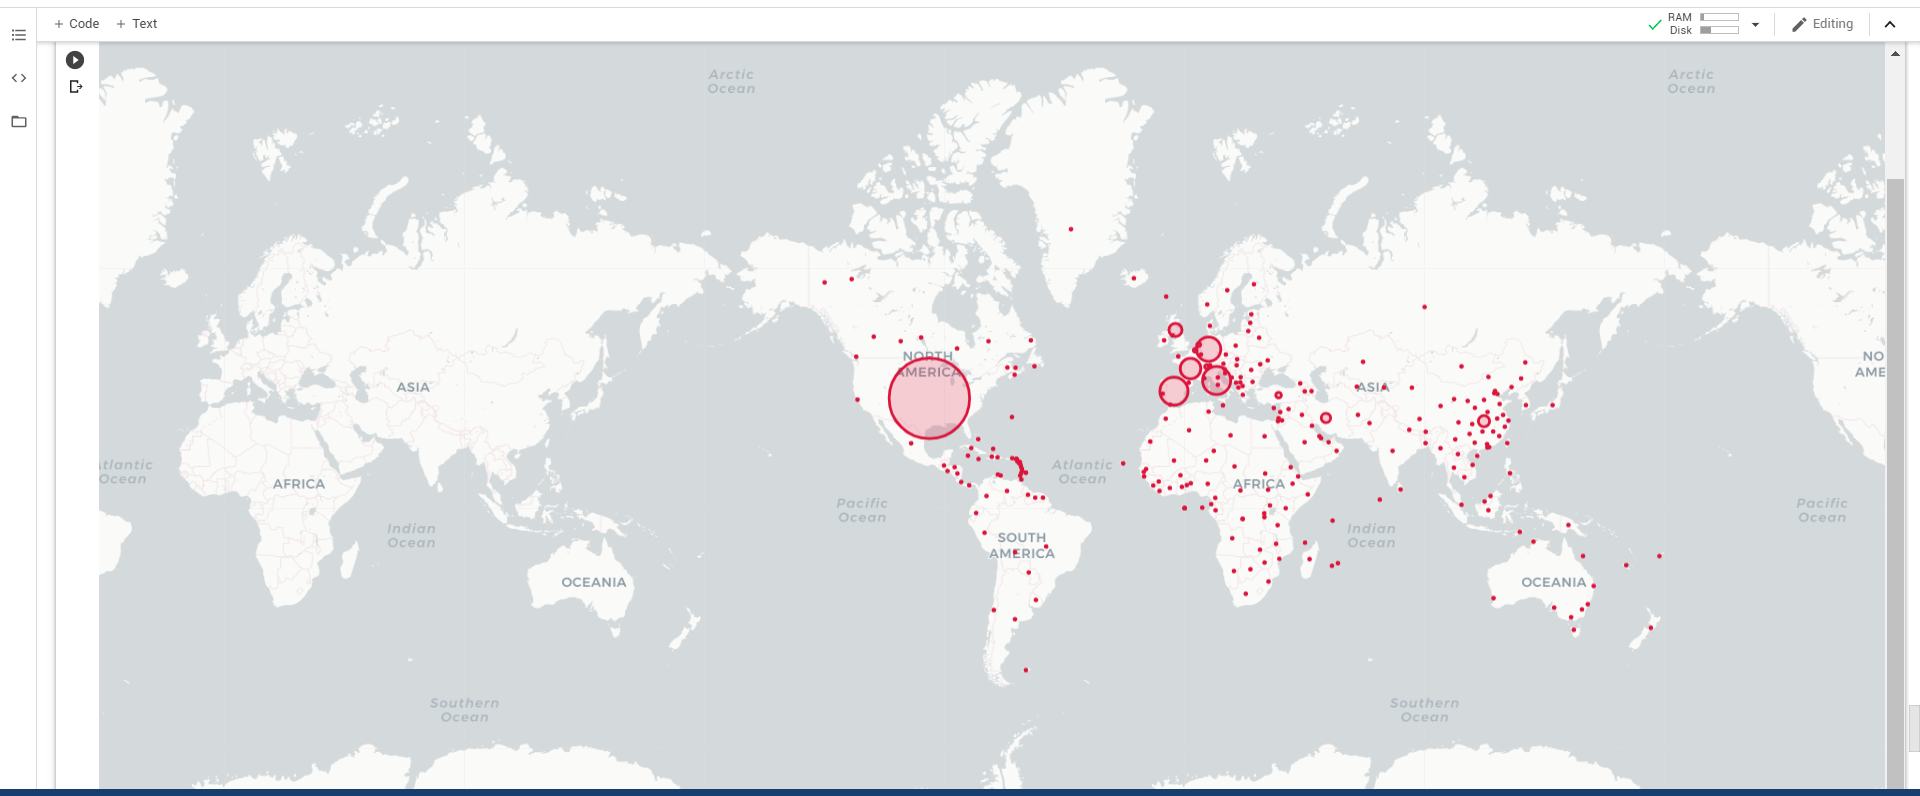 + Code + Text
RAM
Disk
Editing
Arctic
Ocean
Arctic
Ocean
NORTH
AMERICA
NO
AME
ASIA
ASIA
Atlantic
Ocean
Atlantic
Ocean
AFRICA
AFRICA
Pacific
Ocean
Pacific
Ocean
Indian
Ocean
Indian
Ocean
SOUTH
AMERICA
OCEANIA
OCEANIA
Southern
Ocean
Southern
Ocean